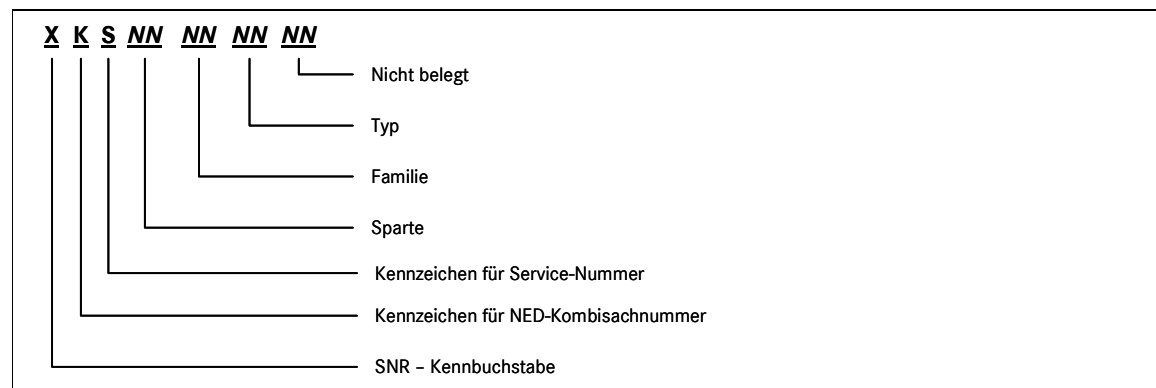 X K S NN NN NN NN
Nicht belegt
Typ
Familie
Sparte
Kennzeichen für Service-Nummer
Kennzeichen für NED-Kombisachnummer
SNR – Kennbuchstabe